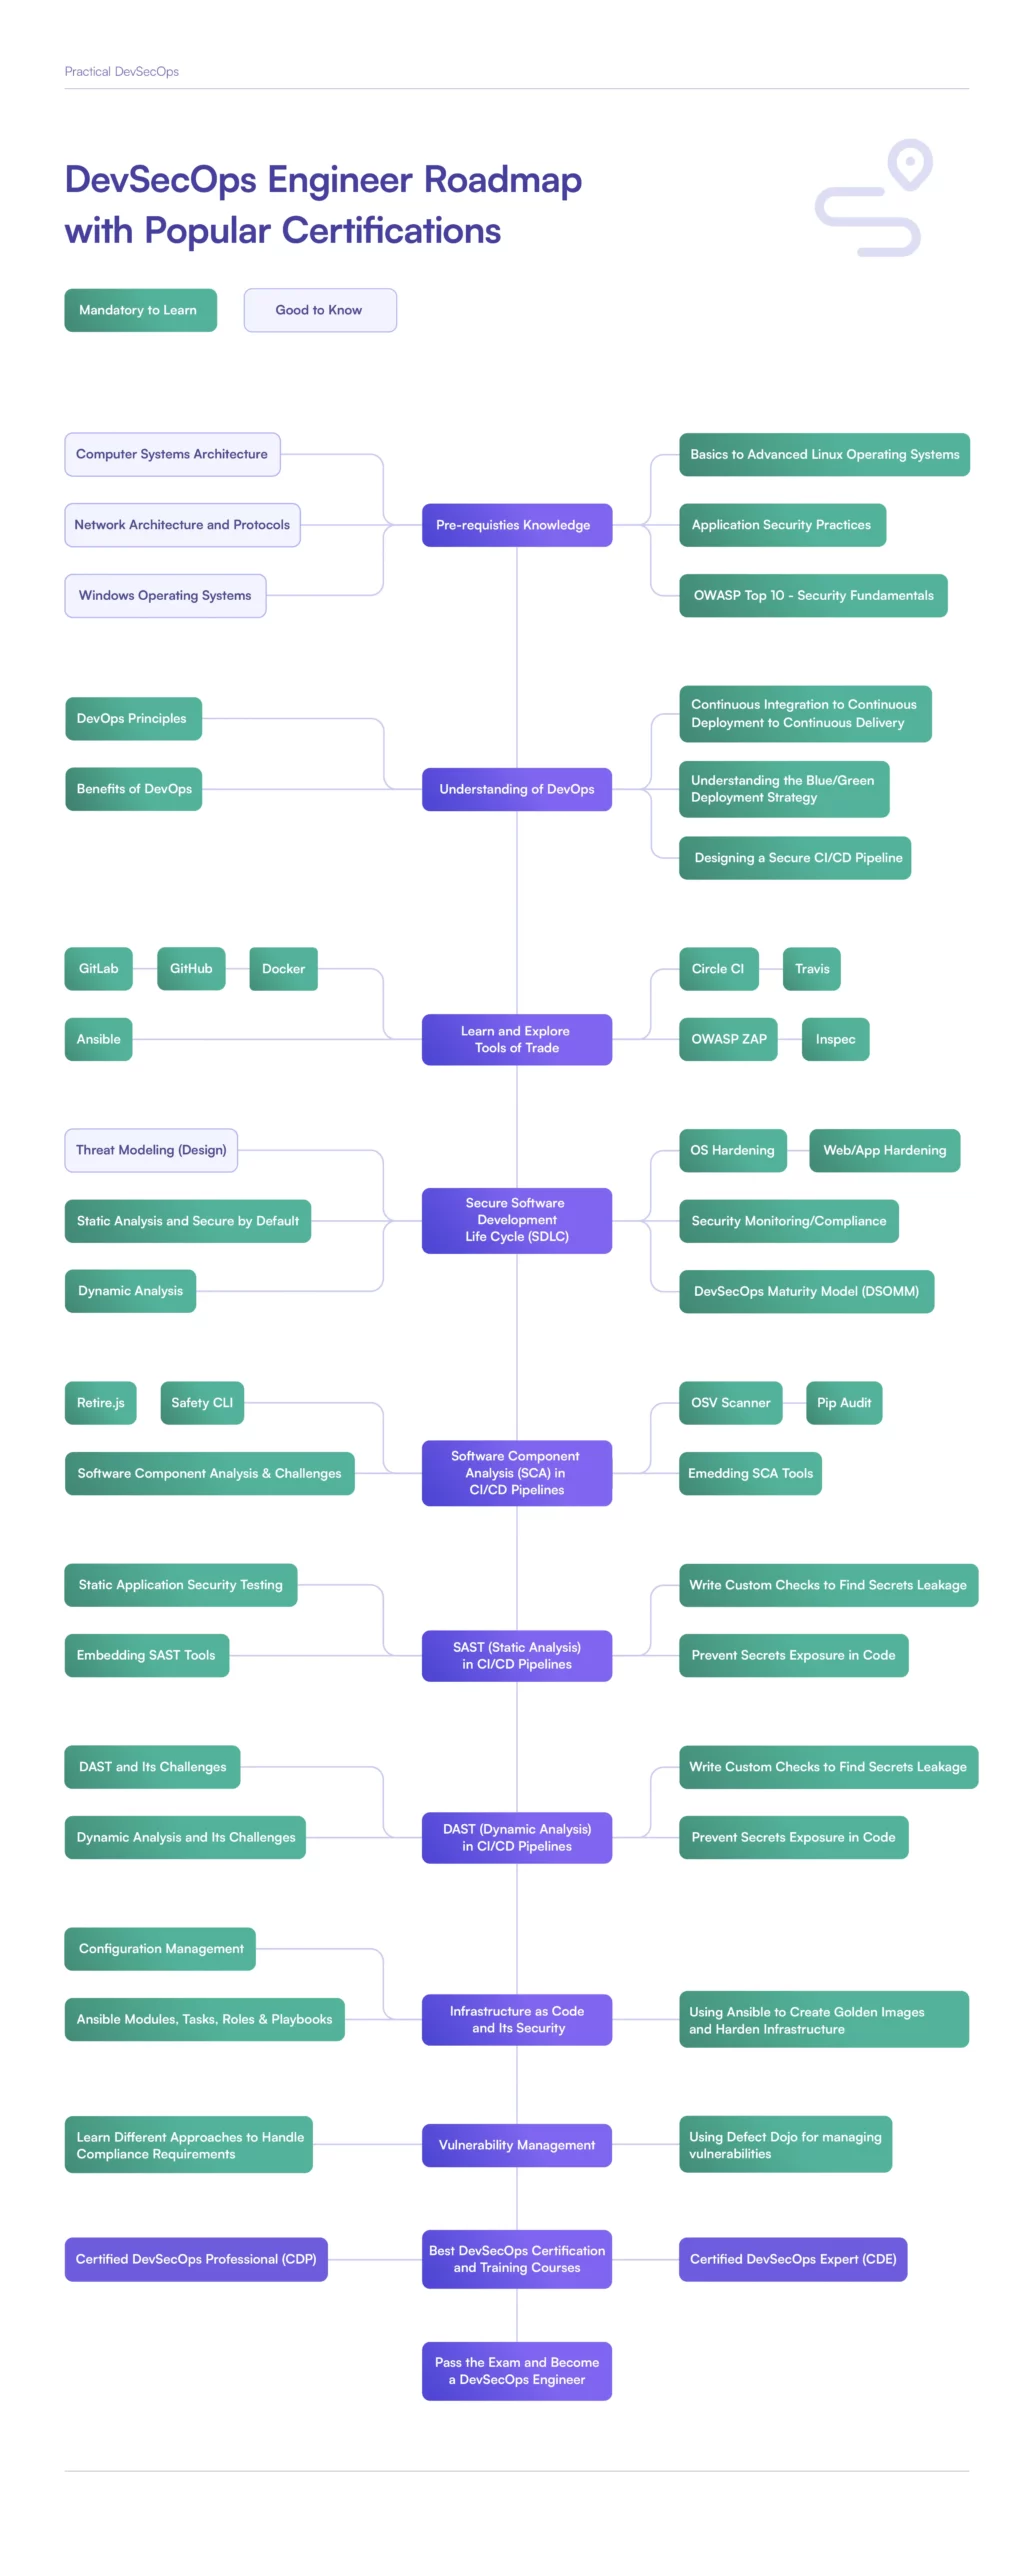 Practical DevSecOps
DevSecOps Engineer Roadmap
with Popular Certifications
Mandatory to Learn
Good to Know
Computer Systems Architecture
Network Architecture and Protocols
Windows Operating Systems
Pre-requisties Knowledge
Basics to Advanced Linux Operating Systems
Application Security Practices
OWASP Top 10 - Security Fundamentals
DevOps Principles
Benefits of DevOps
Understanding of DevOps
Continuous Integration to Continuous
Deployment to Continuous Delivery
Understanding the Blue/Green
Deployment Strategy
Designing a Secure CI/CD Pipeline
GitLab
GitHub
Docker
Ansible
Learn and Explore
Tools of Trade
Circle CI
Travis
OWASP ZAP
Inspec
Threat Modeling (Design)
Static Analysis and Secure by Default
Dynamic Analysis
Secure Software
Development
Life Cycle (SDLC)
OS Hardening
Web/App Hardening
Security Monitoring/Compliance
DevSecOps Maturity Model (DSOMM)
Retire.js
Safety CLI
Software Component Analysis & Challenges
Software Component
Analysis (SCA) in
CI/CD Pipelines
OSV Scanner
Pip Audit
Emedding SCA Tools
Static Application Security Testing
Embedding SAST Tools
SAST (Static Analysis)
in CI/CD Pipelines
Write Custom Checks to Find Secrets Leakage
Prevent Secrets Exposure in Code
DAST and Its Challenges
Dynamic Analysis and Its Challenges
DAST (Dynamic Analysis)
in CI/CD Pipelines
Write Custom Checks to Find Secrets Leakage
Prevent Secrets Exposure in Code
Configuration Management
Ansible Modules, Tasks, Roles & Playbooks
Infrastructure as Code
and Its Security
Using Ansible to Create Golden Images
and Harden Infrastructure
Learn Different Approaches to Handle
Compliance Requirements
Vulnerability Management
Using Defect Dojo for managing
vulnerabilities
Certified DevSecOps Professional (CDP)
Best DevSecOps Certification
and Training Courses
Certified DevSecOps Expert (CDE)
Pass the Exam and Become
a DevSecOps Engineer